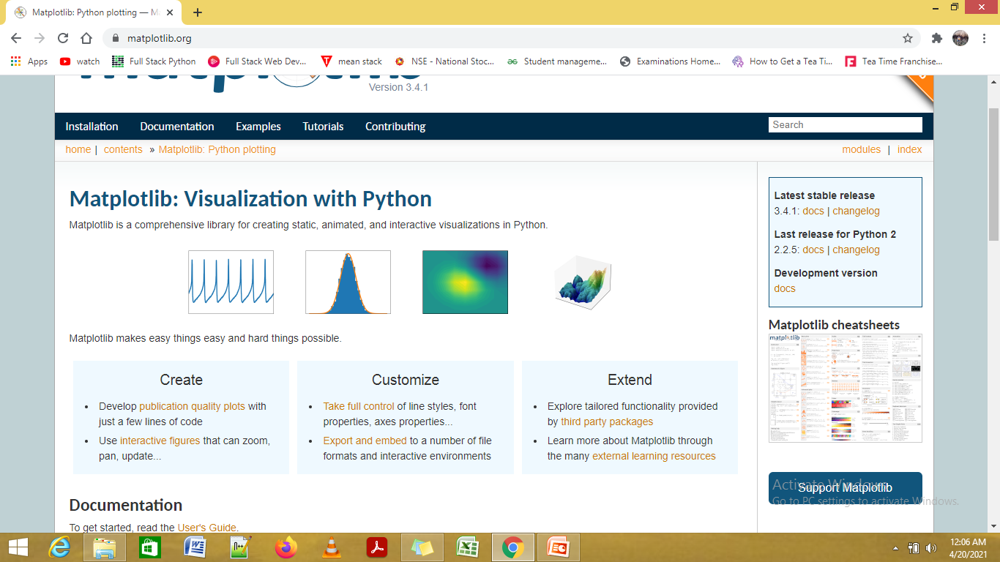 Matplotlib: Python plotting — M
matplotlib.org
Apps
watch
Full Stack Python
Full Stack Web Dev...
mean stack
NSE - National Stoc...
Student manageme...
Examinations Home...
How to Get a Tea Ti...
Tea Time Franchise...
Version 3.4.1
Installation Documentation Examples Tutorials Contributing
Search
home | contents » Matplotlib: Python plotting
modules | index
Matplotlib: Visualization with Python
Matplotlib is a comprehensive library for creating static, animated, and interactive visualizations in Python.
Matplotlib makes easy things easy and hard things possible.
Create
• Develop publication quality plots with
just a few lines of code
• Use interactive figures that can zoom,
pan, update...
Customize
• Take full control of line styles, font
properties, axes properties...
• Export and embed to a number of file
formats and interactive environments
Extend
• Explore tailored functionality provided
by third party packages
• Learn more about Matplotlib through
the many external learning resources
Documentation
To get started, read the User's Guide.
Latest stable release
3.4.1: docs | changelog
Last release for Python 2
2.2.5: docs | changelog
Development version
docs
Matplotlib cheatsheets
matplotlib
Support Matplotlib
Activate Windows
Go to PC settings to activate Windows.
12:06 AM
4/20/2021